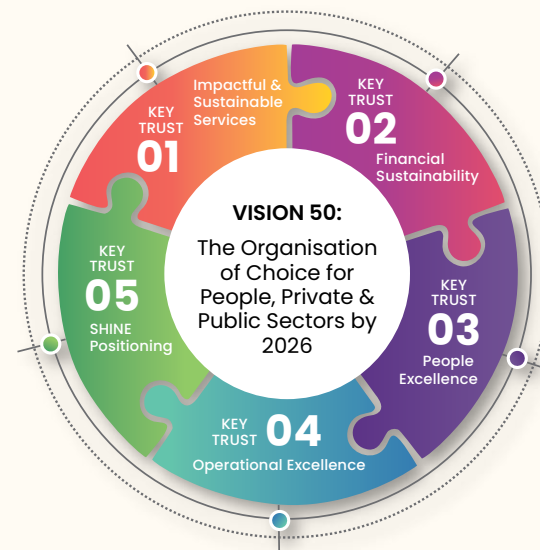 KEY
TRUST
01
Impactful &
Sustainable
Services
KEY
TRUST
02
Financial
Sustainability
KEY
TRUST
03
People
Excellence
KEY
TRUST
04
Operational Excellence
KEY
TRUST
05
SHINE
Positioning
VISION 50:
The Organisation
of Choice for
People, Private &
Public Sectors by
2026